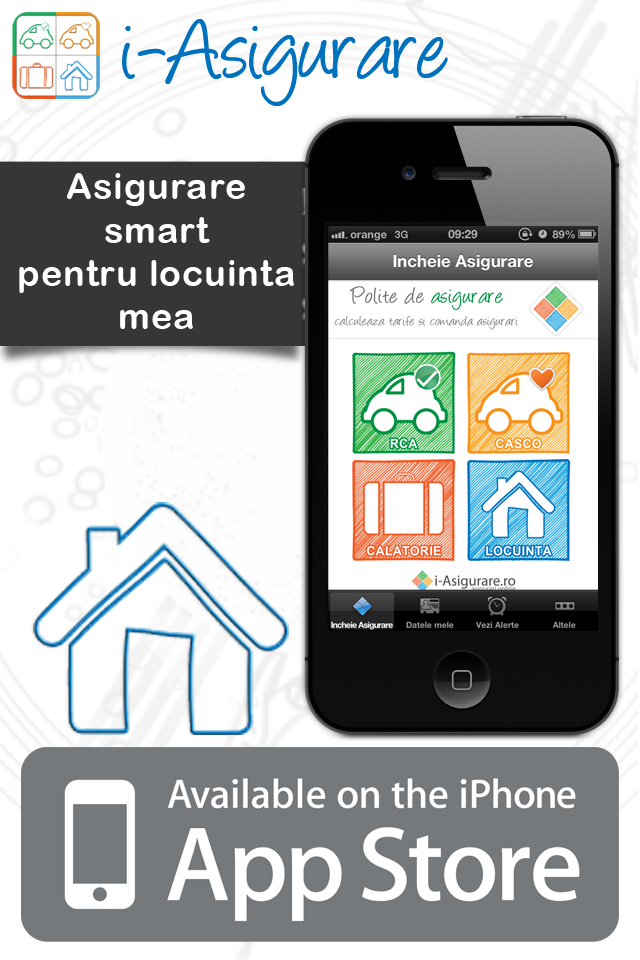 i-Asigurare
Asigurare
smart
pentru locuinta
mea
orange 3G 09:29 89%
Incheie Asigurare
Polite de asigurare
calculeaza tarife si comanda asigurari
RCA CASCO
CALATORIE LOCUINTA
i-Asigurare.ro
asigurari online
Incheie Asigurare Datele mele Vezi Alerte Altele
Available on the iPhone
App Store